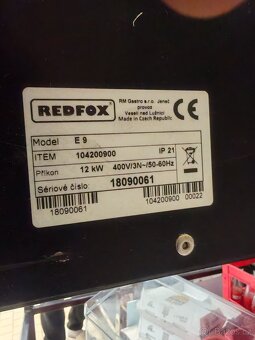 REDFOX
RM Gastro s.r.o. Jeneč
provoz
Veselí nad Lužnicí
Made in Czech Republic
CE
Model E 9
ITEM 104200900 IP 21
Příkon 12 kW 400V/3N~/50-60Hz
Sériové číslo: 18090061
18090061
104200900 00022